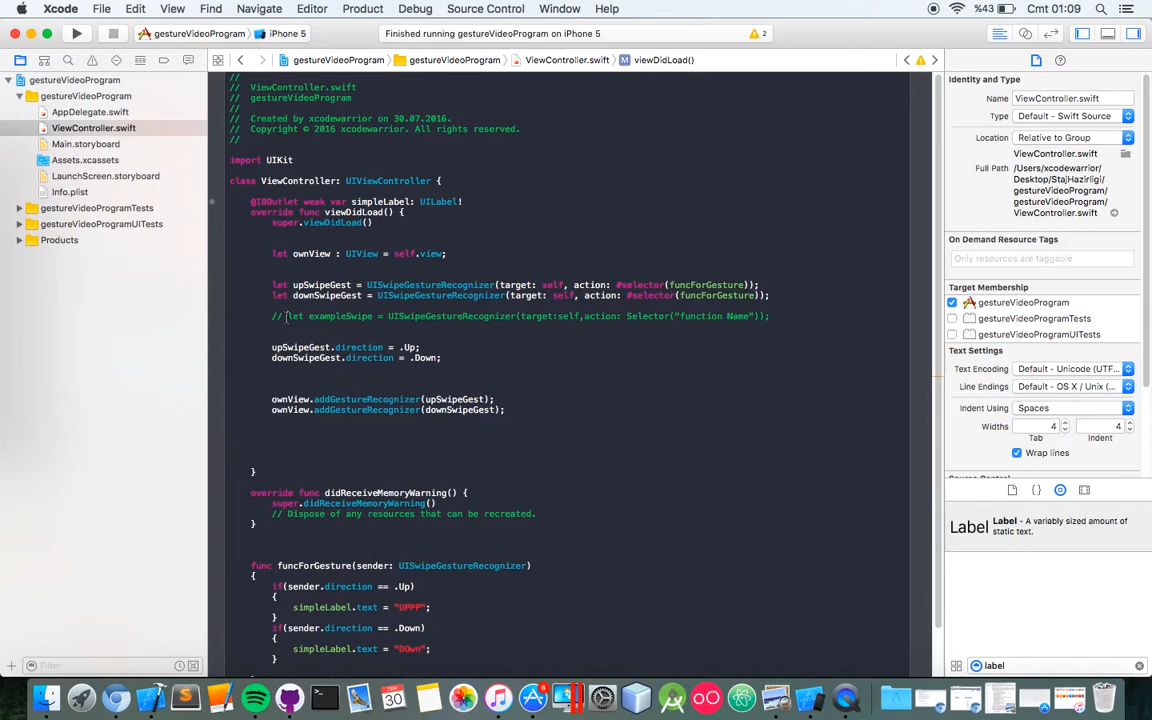 Xcode File Edit View Find Navigate Editor Product Debug Source Control Window Help %43 Cmt 01:09
gestureVideoProgram iPhone 5 Finished running gestureVideoProgram on iPhone 5 2
gestureVideoProgram gestureVideoProgram ViewController.swift M viewDidLoad()
gestureVideoProgram
gestureVideoProgram
AppDelegate.swift
ViewController.swift
Main.storyboard
Assets.xcassets
LaunchScreen.storyboard
Info.plist
gestureVideoProgramTests
gestureVideoProgramUITests
Products
Filter
//
// ViewController.swift
// gestureVideoProgram
//
// Created by xcodewarrior on 30.07.2016.
// Copyright © 2016 xcodewarrior. All rights reserved.
//
import UIKit
class ViewController: UIViewController {
@IBOutlet weak var simpleLabel: UILabel!
override func viewDidLoad() {
super.viewDidLoad()
let ownView : UIView = self.view;
let upSwipeGest = UISwipeGestureRecognizer(target: self, action: #selector(funcForGesture));
let downSwipeGest = UISwipeGestureRecognizer(target: self, action: #selector(funcForGesture));
// let exampleSwipe = UISwipeGestureRecognizer(target:self,action: Selector("function Name"));
upSwipeGest.direction = .Up;
downSwipeGest.direction = .Down;
ownView.addGestureRecognizer(upSwipeGest);
ownView.addGestureRecognizer(downSwipeGest);
}
override func didReceiveMemoryWarning() {
super.didReceiveMemoryWarning()
// Dispose of any resources that can be recreated.
}
func funcForGesture(sender: UISwipeGestureRecognizer)
{
if(sender.direction == .Up)
{
simpleLabel.text = "UPPP";
}
if(sender.direction == .Down)
{
simpleLabel.text = "DOwn";
}
Identity and Type
Name ViewController.swift
Type Default - Swift Source
Location Relative to Group
ViewController.swift
Full Path /Users/xcodewarrior/
Desktop/StajHazirligi/
gestureVideoProgram/
gestureVideoProgram/
ViewController.swift
On Demand Resource Tags
Only resources are taggable
Target Membership
gestureVideoProgram
gestureVideoProgramTests
gestureVideoProgramUITests
Text Settings
Text Encoding Default - Unicode (UTF...
Line Endings Default - OS X / Unix (...
Indent Using Spaces
Widths 4 4
Tab Indent
Wrap lines
Label Label - A variably sized amount of
static text.
label
TEM
30
6